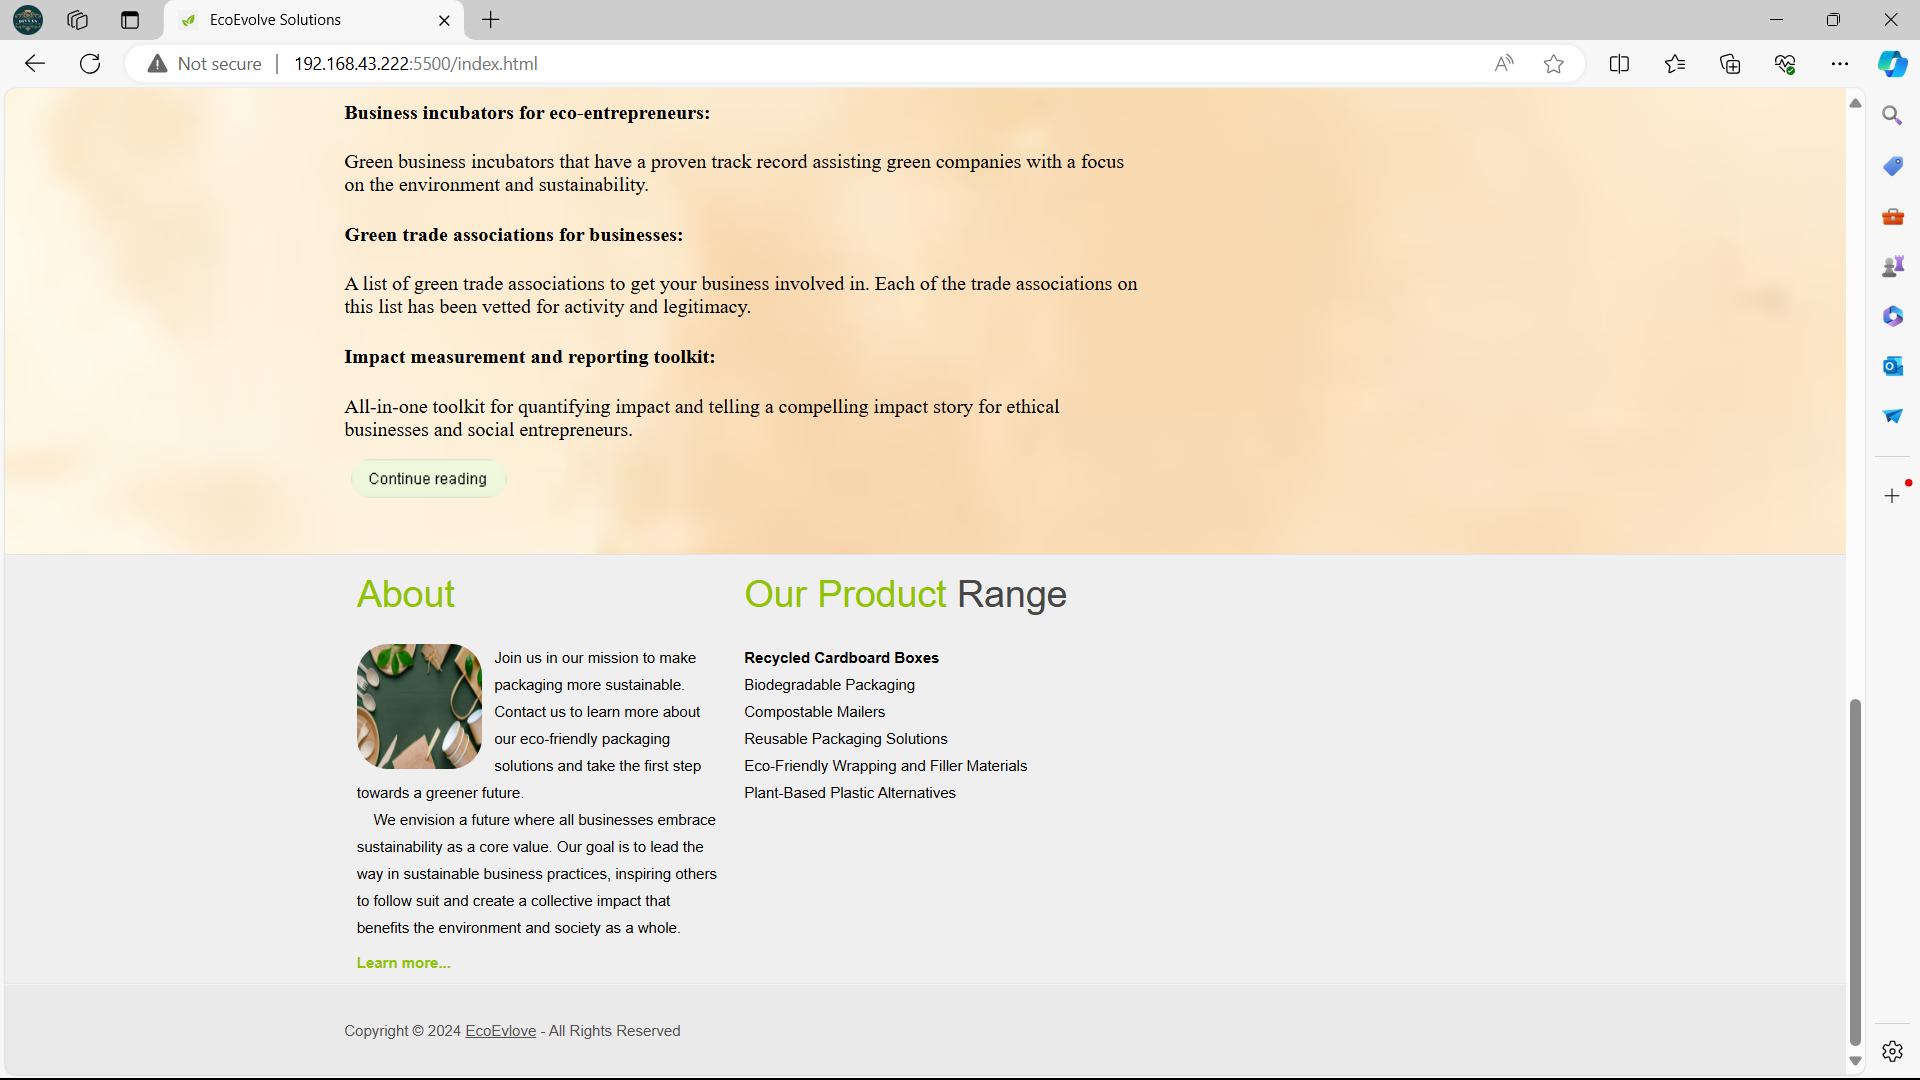 EcoEvolve Solutions
Not secure
192.168.43.222:5500/index.html
Business incubators for eco-entrepreneurs:
Green business incubators that have a proven track record assisting green companies with a focus
on the environment and sustainability.
Green trade associations for businesses:
A list of green trade associations to get your business involved in. Each of the trade associations on
this list has been vetted for activity and legitimacy.
Impact measurement and reporting toolkit:
All-in-one toolkit for quantifying impact and telling a compelling impact story for ethical
businesses and social entrepreneurs.
Continue reading
About
Join us in our mission to make
packaging more sustainable.
Contact us to learn more about
our eco-friendly packaging
solutions and take the first step
towards a greener future.
We envision a future where all businesses embrace
sustainability as a core value. Our goal is to lead the
way in sustainable business practices, inspiring others
to follow suit and create a collective impact that
benefits the environment and society as a whole.
Learn more...
Our Product Range
Recycled Cardboard Boxes
Biodegradable Packaging
Compostable Mailers
Reusable Packaging Solutions
Eco-Friendly Wrapping and Filler Materials
Plant-Based Plastic Alternatives
Copyright © 2024 EcoEvlove - All Rights Reserved